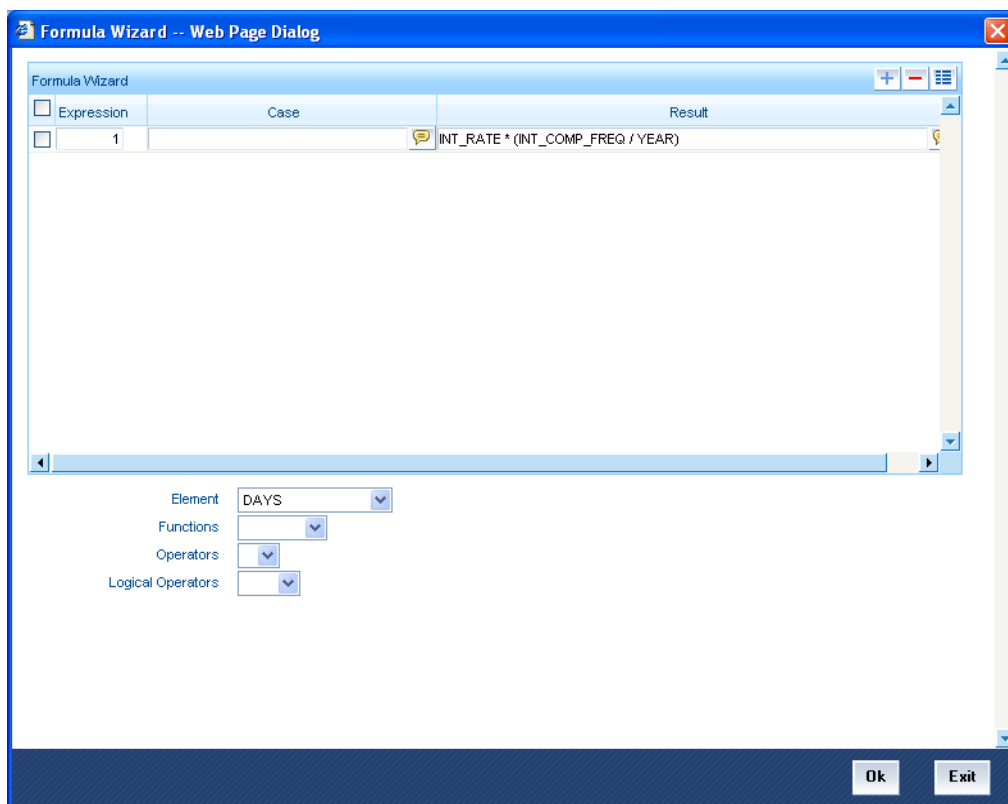 Formula Wizard -- Web Page Dialog
Formula Wizard
Expression Case Result
1 INT_RATE * (INT_COMP_FREQ / YEAR)
Element DAYS
Functions
Operators
Logical Operators
Ok Exit